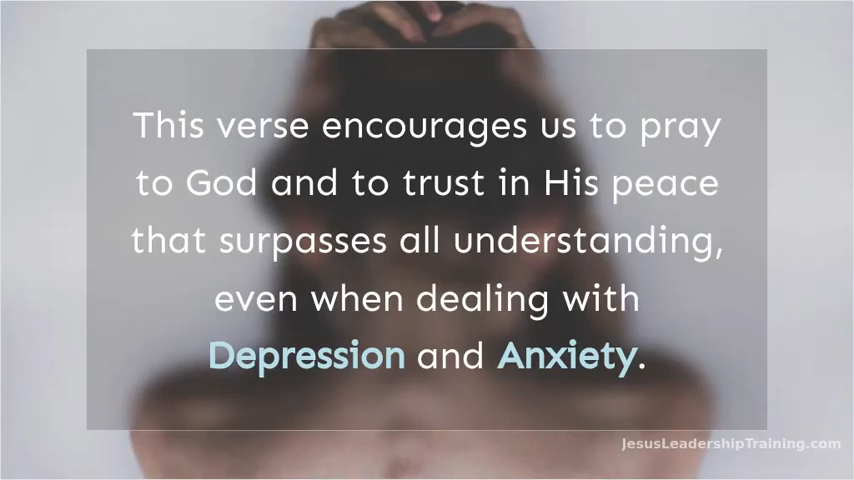 This verse encourages us to pray
to God and to trust in His peace
that surpasses all understanding,
even when dealing with
Depression and Anxiety.
JesusLeadershipTraining.com